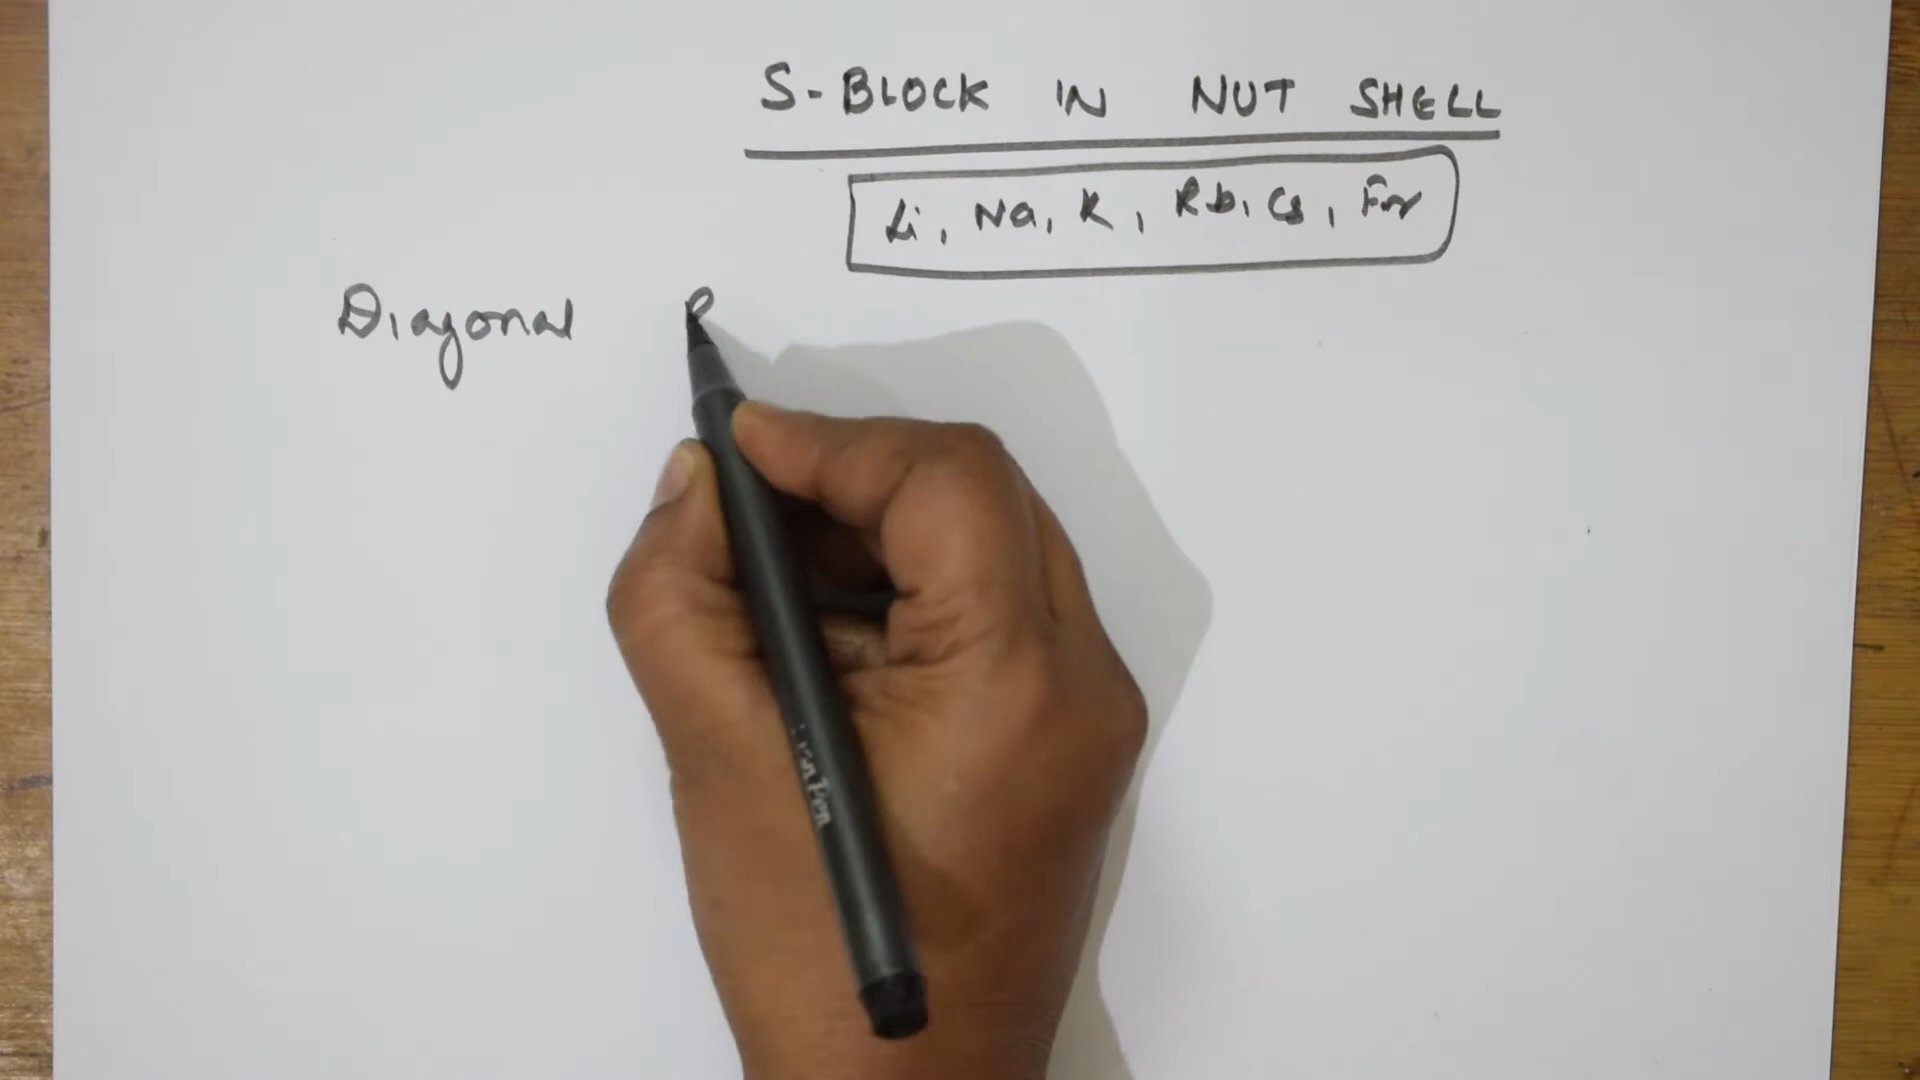 S-BLOCK IN NUT SHELL
Li, Na, K, Rb, Cs, Fr
Diagonal R